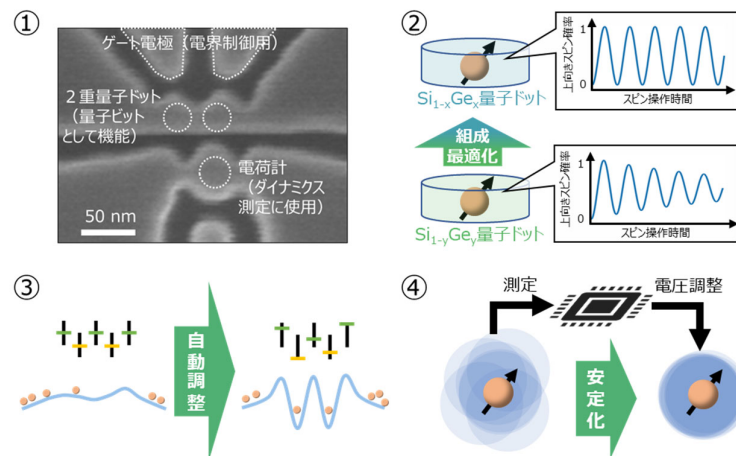 ①
ゲート電極（電界制御用）
２重量子ドット
（量子ビット
として機能）
電荷計
（ダイナミクス
測定に使用）
50 nm
②
Si1-xGex量子ドット
組成
最適化
Si1-yGey量子ドット
上向きスピン確率
1
0
スピン操作時間
上向きスピン確率
1
0
スピン操作時間
③
自動調整
④
測定
電圧調整
安定化